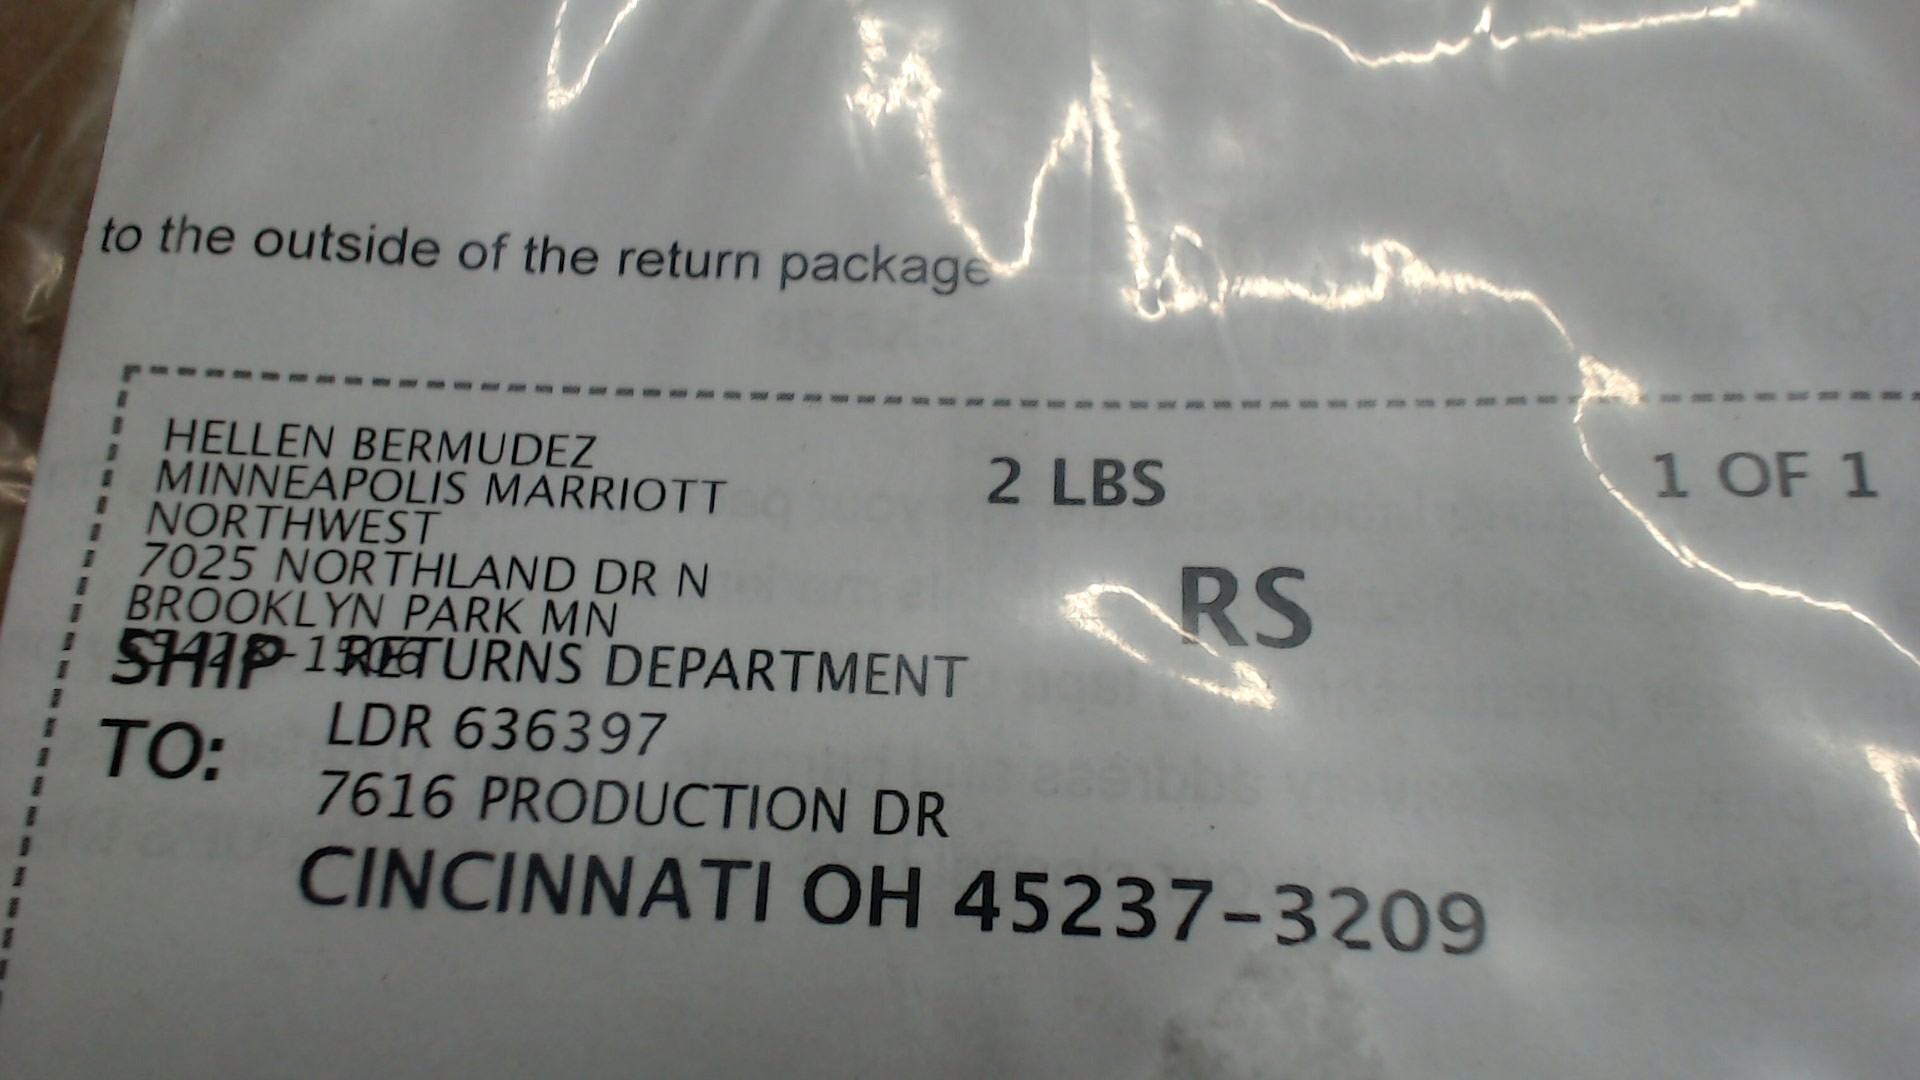 to the outside of the return package
HELLEN BERMUDEZ
MINNEAPOLIS MARRIOTT
NORTHWEST
7025 NORTHLAND DR N
BROOKLYN PARK MN
2 LBS
1 OF 1
RS
SHIP
TO:
RETURNS DEPARTMENT
LDR 636397
7616 PRODUCTION DR
CINCINNATI OH 45237-3209